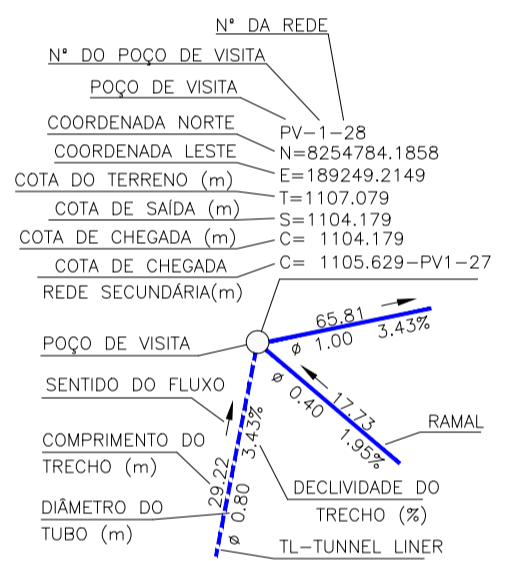 Nº DA REDE
Nº DO POÇO DE VISITA
POÇO DE VISITA
PV-1-28
COORDENADA NORTE
N=8254784.1858
COORDENADA LESTE
E=189249.2149
COTA DO TERRENO (m)
T=1107.079
COTA DE SAÍDA (m)
S=1104.179
COTA DE CHEGADA (m)
C= 1104.179
COTA DE CHEGADA
REDE SECUNDÁRIA(m)
C= 1105.629-PV1-27
65.81
ø 1.00 3.43%
POÇO DE VISITA
SENTIDO DO FLUXO
17.73
ø 0.40 1.95%
RAMAL
COMPRIMENTO DO
TRECHO (m)
29.22
ø 0.80 3.43%
DIÂMETRO DO
TUBO (m)
DECLIVIDADE DO
TRECHO (%)
TL-TUNNEL LINER